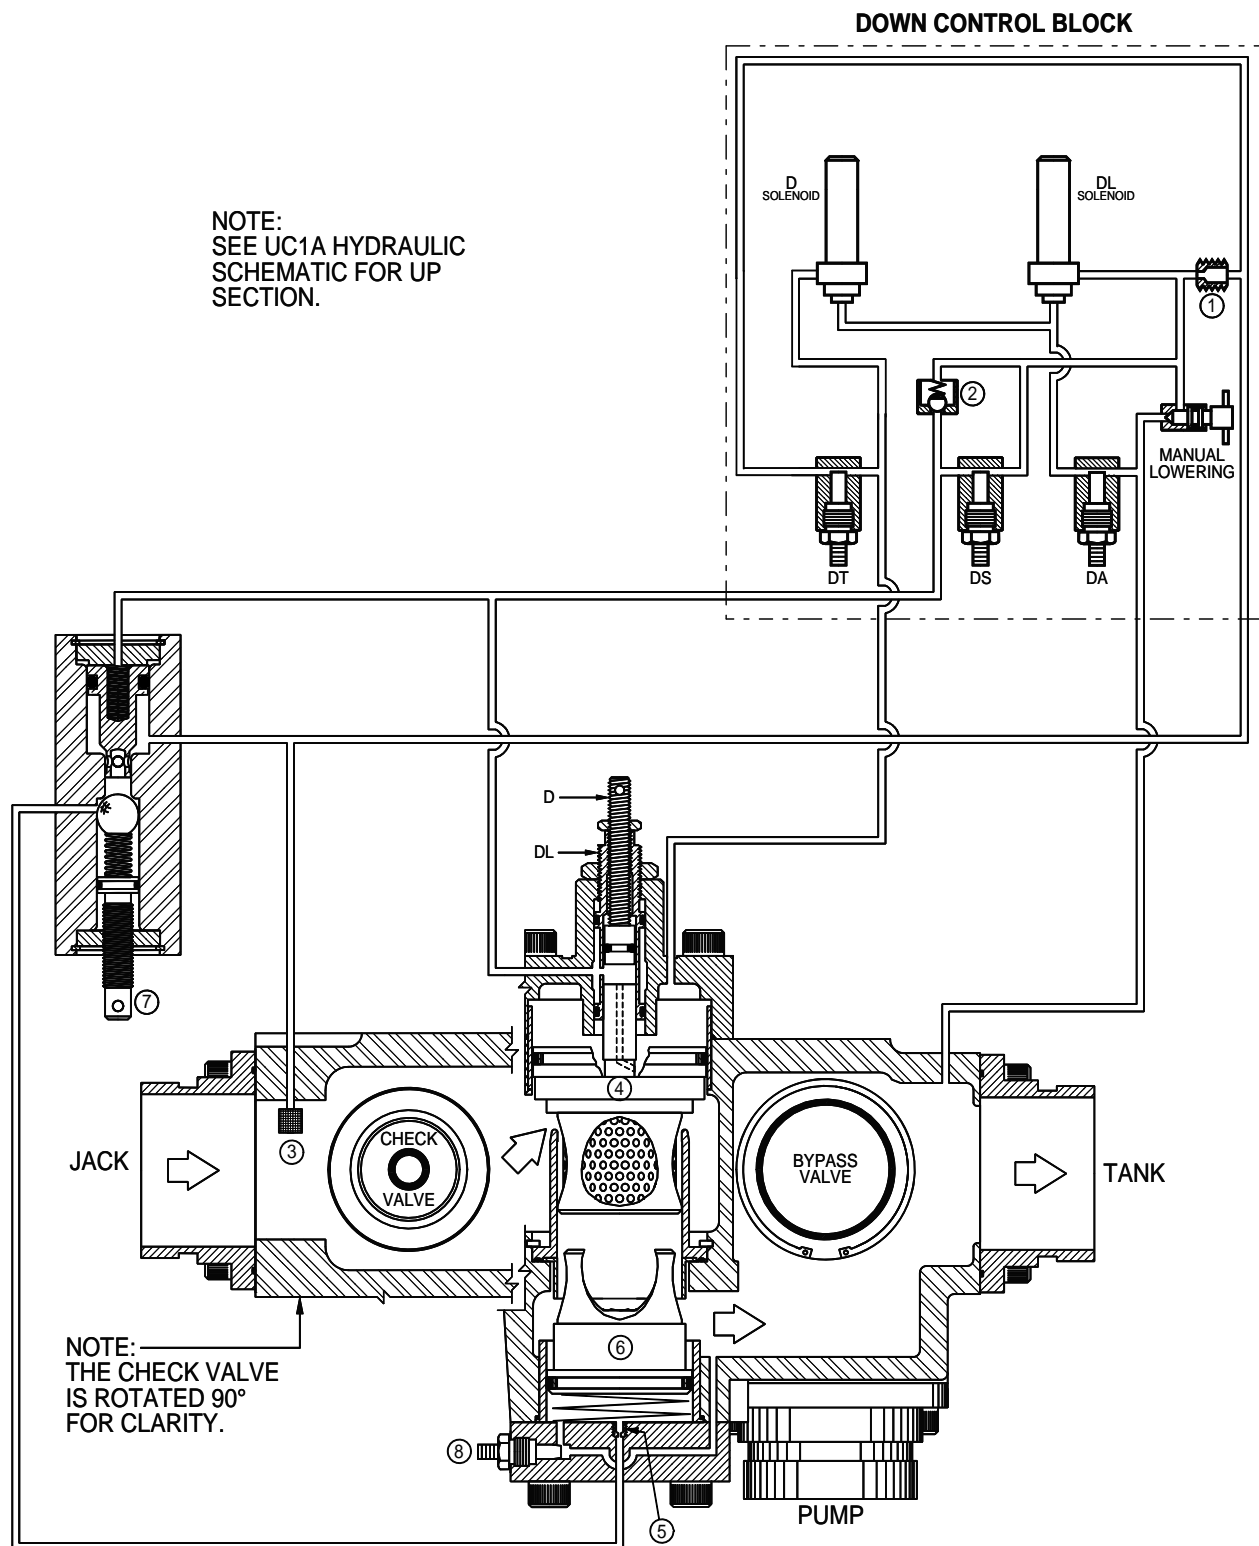 DOWN CONTROL BLOCK
D
SOLENOID
DL
SOLENOID
NOTE:
SEE UC1A HYDRAULIC
SCHEMATIC FOR UP
SECTION.
1
2
MANUAL
LOWERING
DT
DS
DA
D
DL
7
4
3
CHECK
VALVE
JACK
BYPASS
VALVE
TANK
6
NOTE:
THE CHECK VALVE
IS ROTATED 90°
FOR CLARITY.
8
5
PUMP